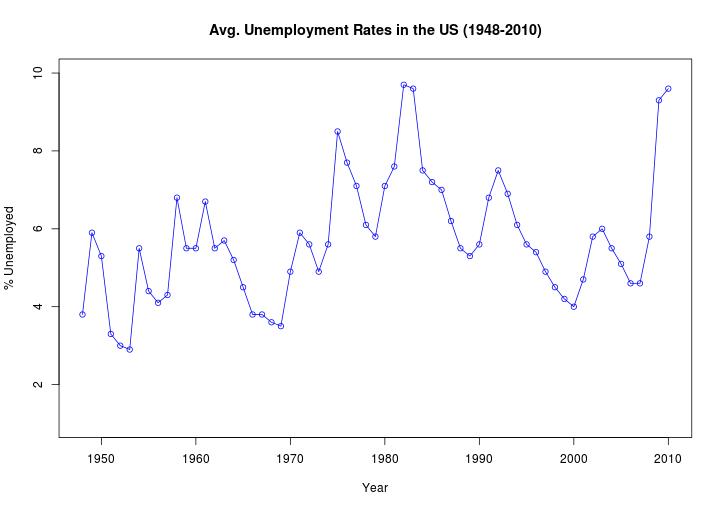 Avg. Unemployment Rates in the US (1948-2010)
% Unemployed
10
8
6
4
2
1950 1960 1970 1980 1990 2000 2010
Year